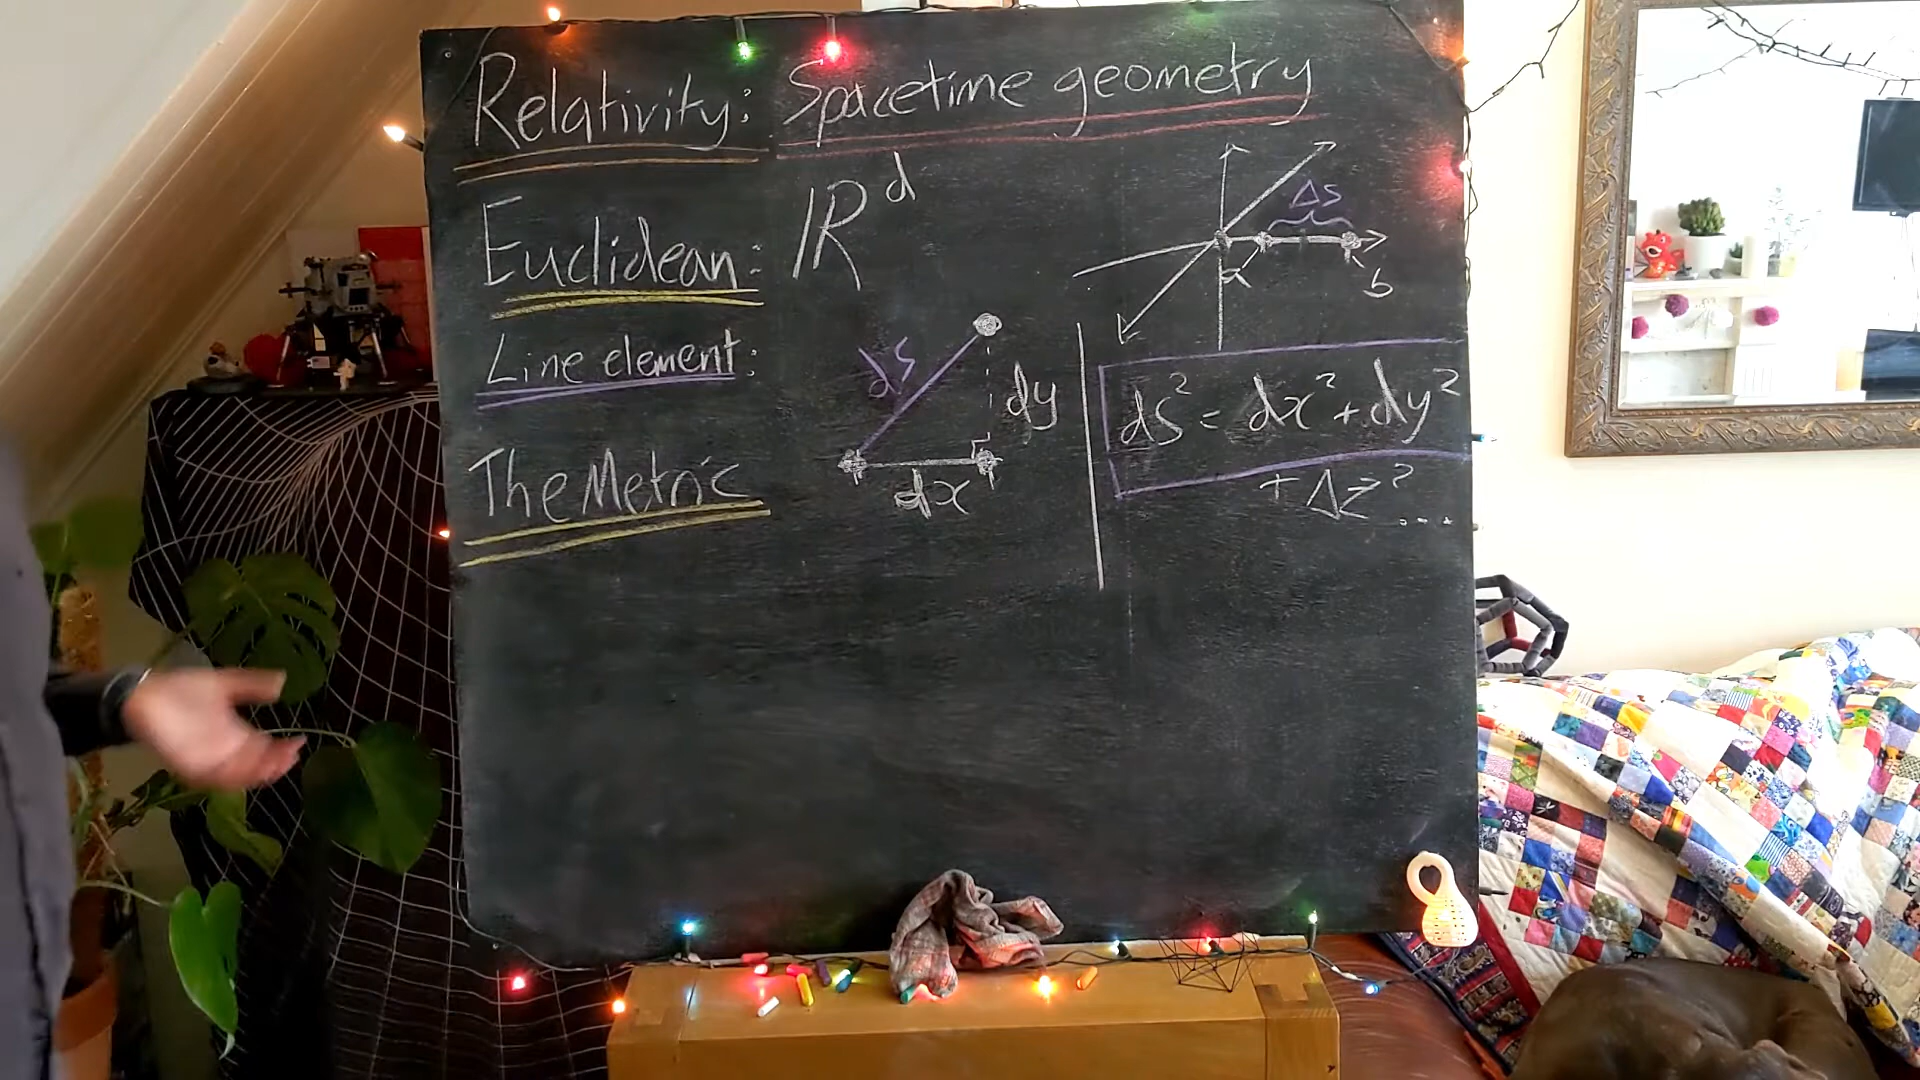 Relativity: Spacetime geometry
Euclidean: ℝ^d
Δs
a
b
Line element:
ds
dy
dx
ds² = dx² + dy²
+ Δz² ...
The Metric